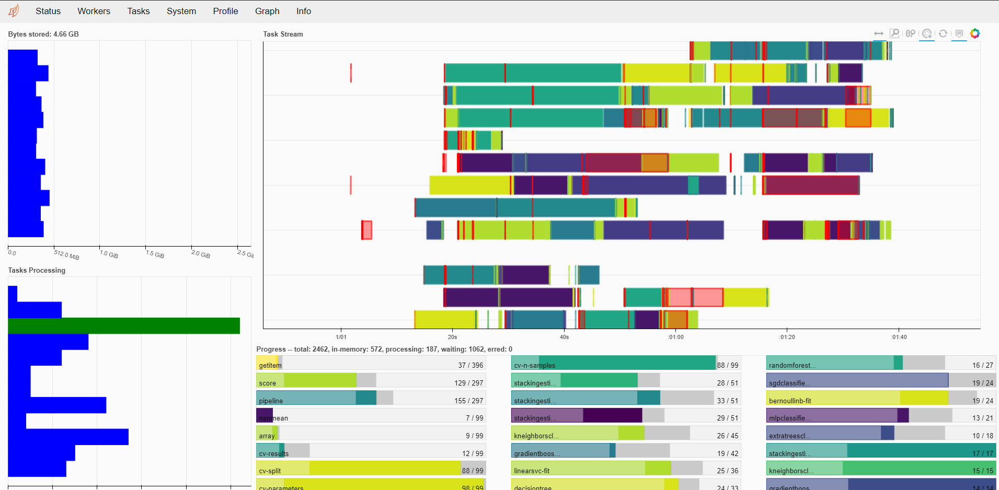 Status Workers Tasks System Profile Graph Info
Bytes stored: 4.66 GB
0.0 512.0 MiB 1.0 GiB 1.5 GiB 2.0 GiB 2.5 Gi
Tasks Processing
Task Stream
1/01 20s 40s :01:00 :01:20 :01:40
Progress -- total: 2462, in-memory: 572, processing: 187, waiting: 1062, erred: 0
getitem 37 / 396
score 129 / 297
pipeline 155 / 297
nanmean 7 / 99
array 9 / 99
cv-results 12 / 99
cv-split 88 / 99
cv-parameters 98 / 99
cv-n-samples 88 / 99
stackingesti... 28 / 51
stackingesti... 33 / 51
stackingesti... 29 / 51
kneighborscl... 26 / 45
gradientboos... 19 / 42
linearsvc-fit 25 / 36
decisiontree 24 / 33
randomforest... 16 / 27
sgdclassifie... 19 / 24
bernoullinb-fit 19 / 24
mlpclassifie... 13 / 21
extratreescl... 10 / 18
stackingesti... 17 / 17
kneighborscl... 15 / 15
gradientboos 14 / 14